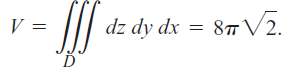 V = ∭_D dz dy dx = 8π√2.